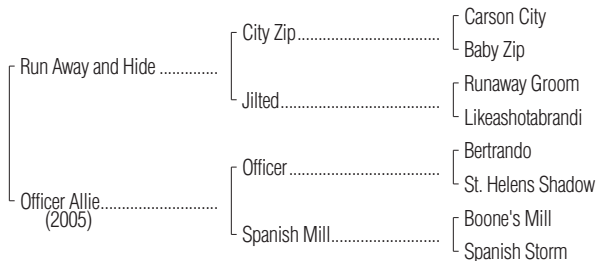 Carson City
City Zip
Baby Zip
Run Away and Hide
Runaway Groom
Jilted
Likeashotabrandi
Bertrando
Officer
St. Helens Shadow
Officer Allie
(2005)
Boone's Mill
Spanish Mill
Spanish Storm